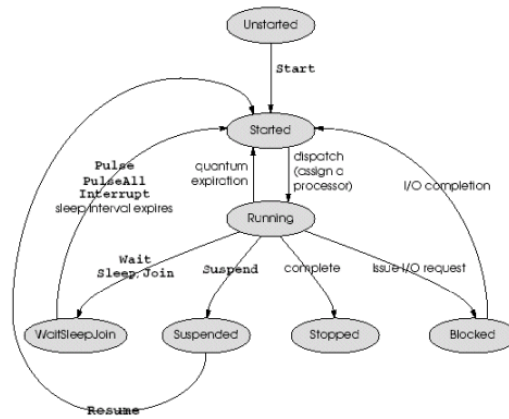 Unstarted
Start
Started
Pulse
PulseAll
Interrupt
sleep interval expires
quantum
expiration
dispatch
(assign a
processor)
I/O completion
Running
Wait
Sleep, Join
Suspend
complete
Issue I/O request
WaitSleepJoin
Suspended
Stopped
Blocked
Resume